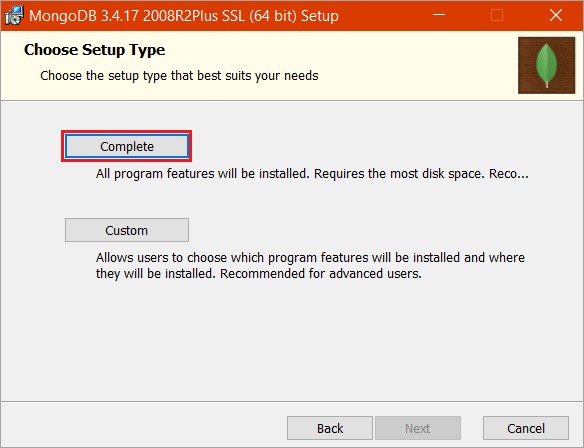 MongoDB 3.4.17 2008R2Plus SSL (64 bit) Setup
Choose Setup Type
Choose the setup type that best suits your needs
Complete
All program features will be installed. Requires the most disk space. Reco...
Custom
Allows users to choose which program features will be installed and where
they will be installed. Recommended for advanced users.
Back
Next
Cancel